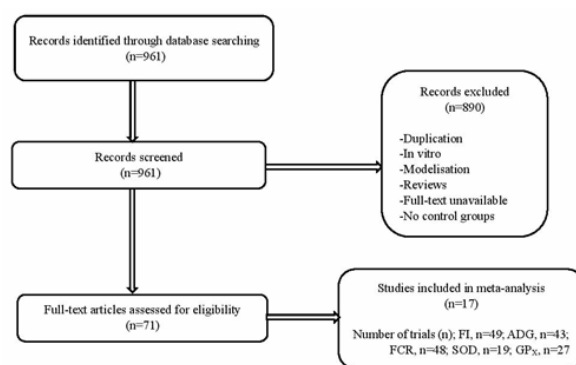 Records identified through database searching
(n=961)
Records screened
(n=961)
Records excluded
(n=890)
-Duplication
-In vitro
-Modelisation
-Reviews
-Full-text unavailable
-No control groups
Full-text articles assessed for eligibility
(n=71)
Studies included in meta-analysis
(n=17)
Number of trials (n); FI, n=49; ADG, n=43;
FCR, n=48; SOD, n=19; GPX, n=27